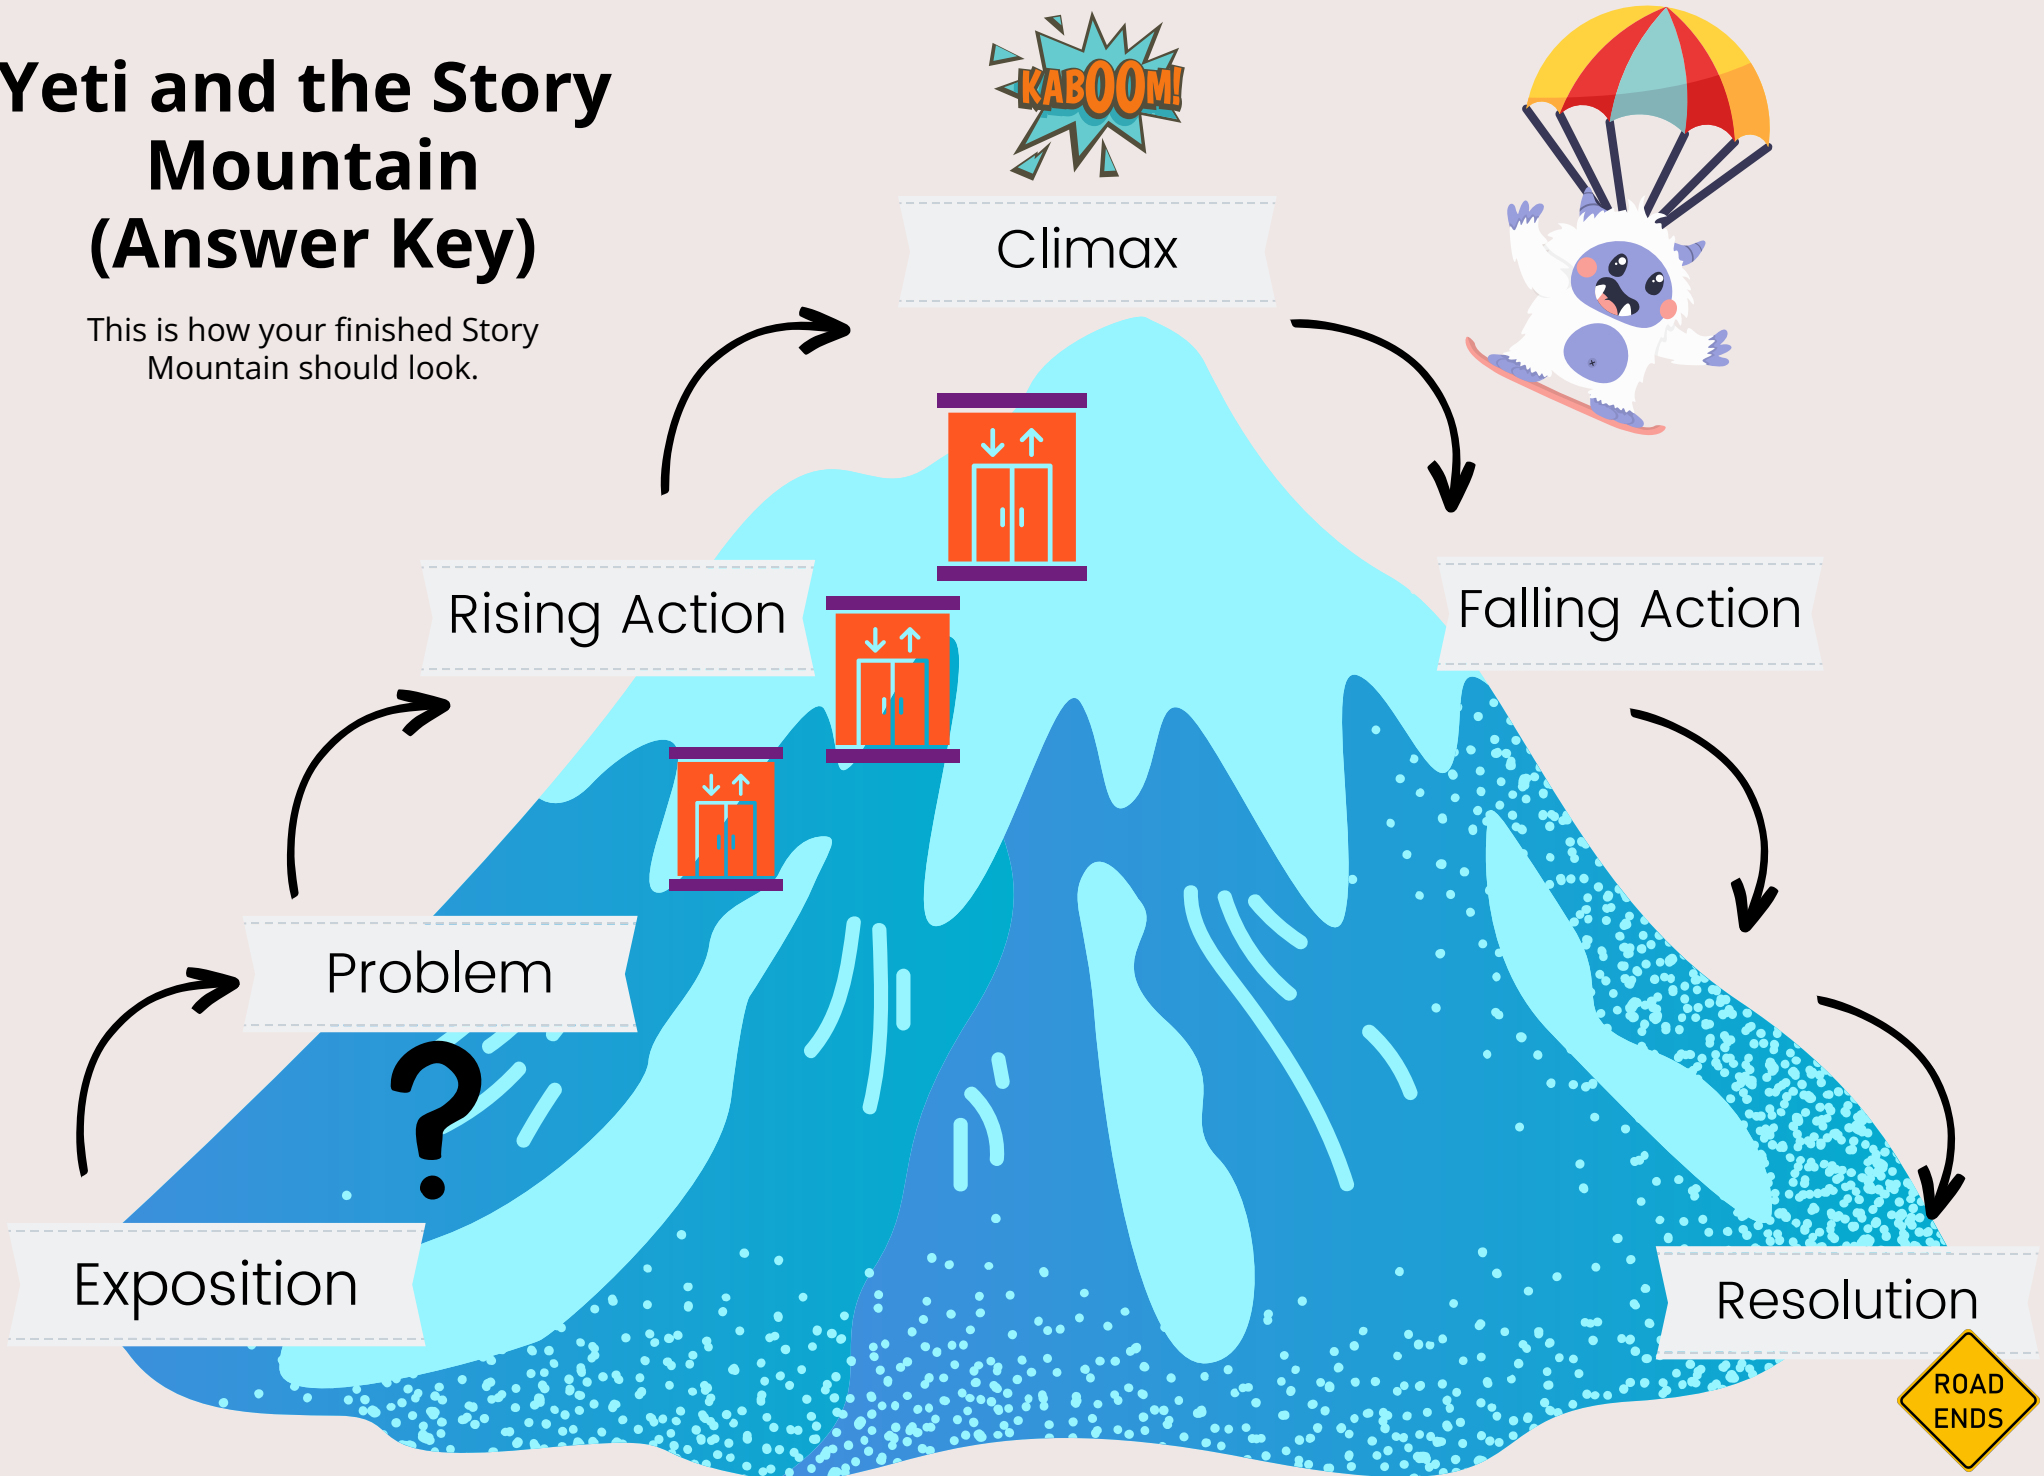 Yeti and the Story
Mountain
(Answer Key)
This is how your finished Story
Mountain should look.
KABOOM!
Climax
Rising Action
Falling Action
Problem
?
Exposition
Resolution
ROAD
ENDS